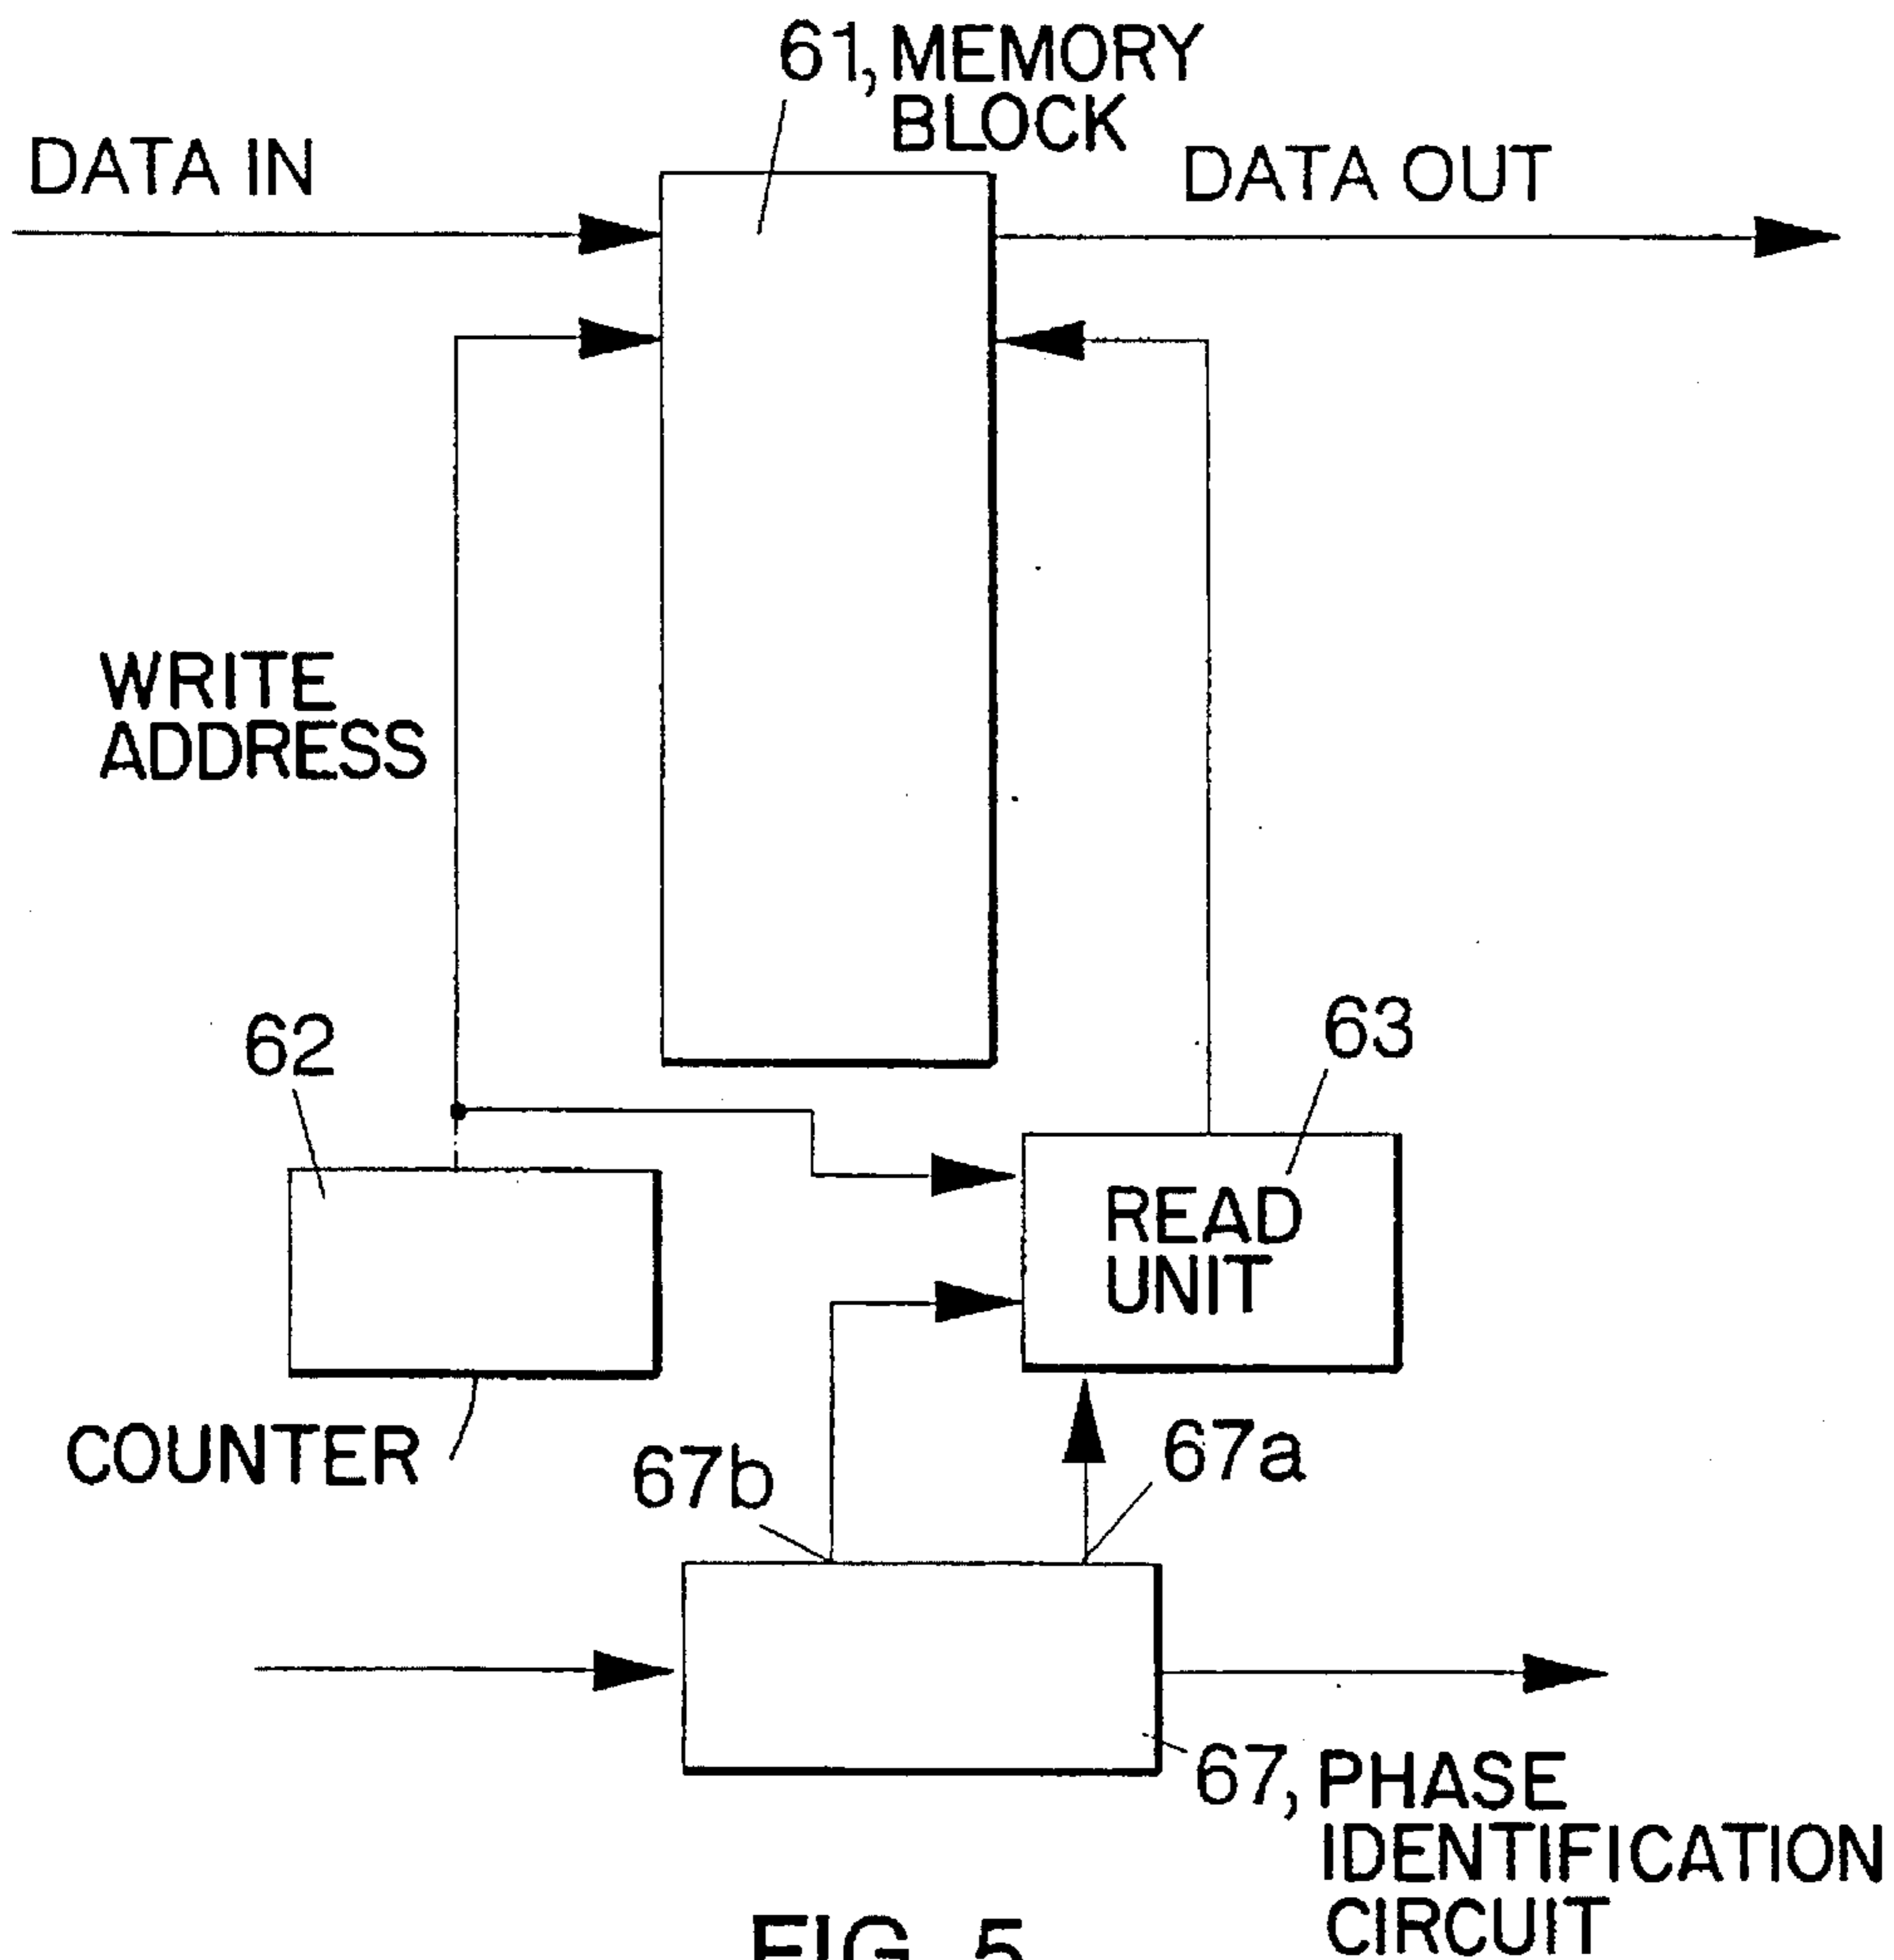 61, MEMORY
BLOCK
DATA IN
DATA OUT
WRITE
ADDRESS
62
63
READ
UNIT
COUNTER
67b
67a
67, PHASE
IDENTIFICATION
CIRCUIT
FIG. 5